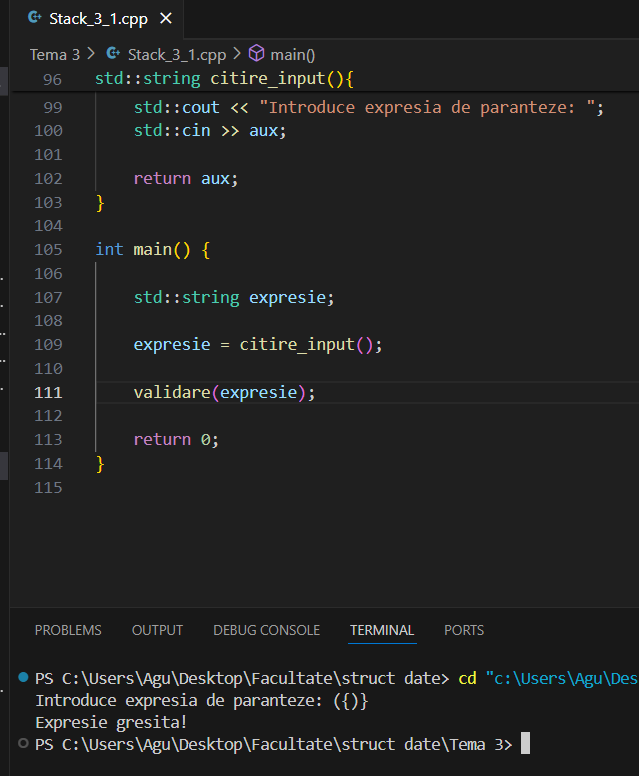 Stack_3_1.cpp
Tema 3 > Stack_3_1.cpp > main()
96 std::string citire_input(){
99 std::cout << "Introduce expresia de paranteze: ";
100 std::cin >> aux;
101
102 return aux;
103 }
104
105 int main() {
106
107 std::string expresie;
108
109 expresie = citire_input();
110
111 validare(expresie);
112
113 return 0;
114 }
115
PROBLEMS OUTPUT DEBUG CONSOLE TERMINAL PORTS
PS C:\Users\Agu\Desktop\Facultate\struct date> cd "c:\Users\Agu\Des
Introduce expresia de paranteze: ({)}
Expresie gresita!
PS C:\Users\Agu\Desktop\Facultate\struct date\Tema 3>